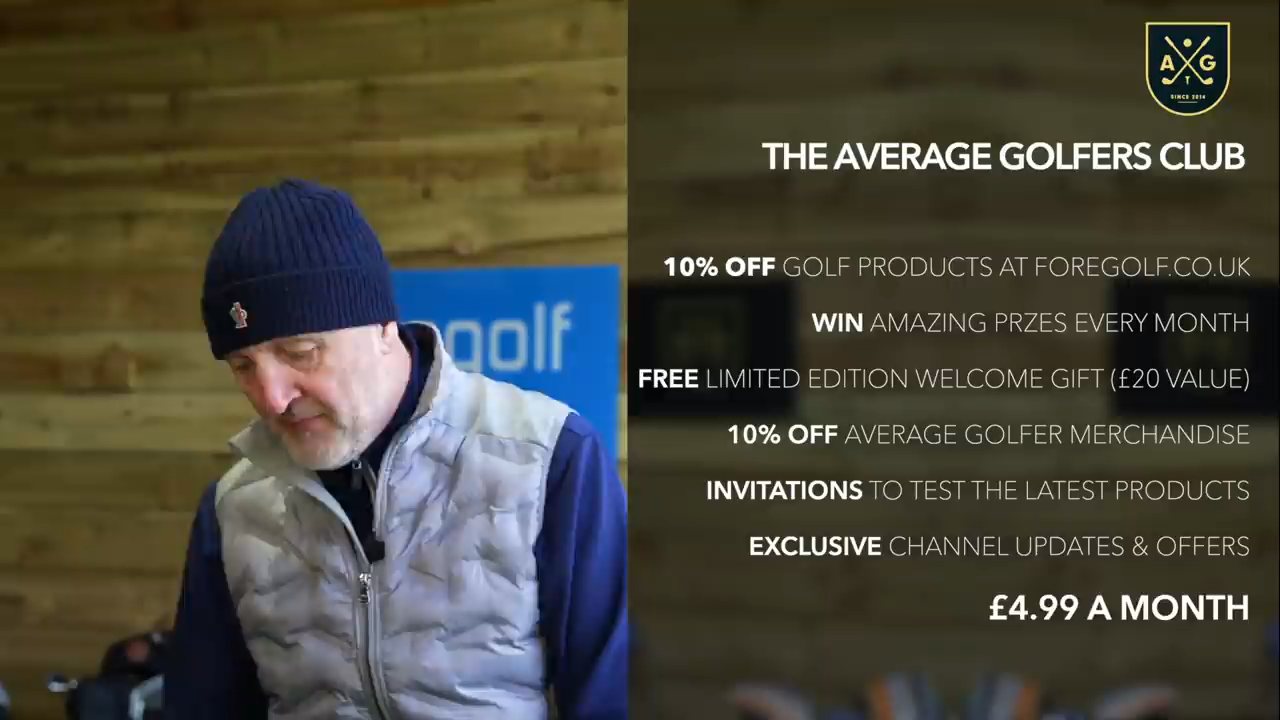 A G
T
SINCE 2014
THE AVERAGE GOLFERS CLUB
10% OFF GOLF PRODUCTS AT FOREGOLF.CO.UK
WIN AMAZING PRZES EVERY MONTH
FREE LIMITED EDITION WELCOME GIFT (£20 VALUE)
10% OFF AVERAGE GOLFER MERCHANDISE
INVITATIONS TO TEST THE LATEST PRODUCTS
EXCLUSIVE CHANNEL UPDATES & OFFERS
£4.99 A MONTH
golf